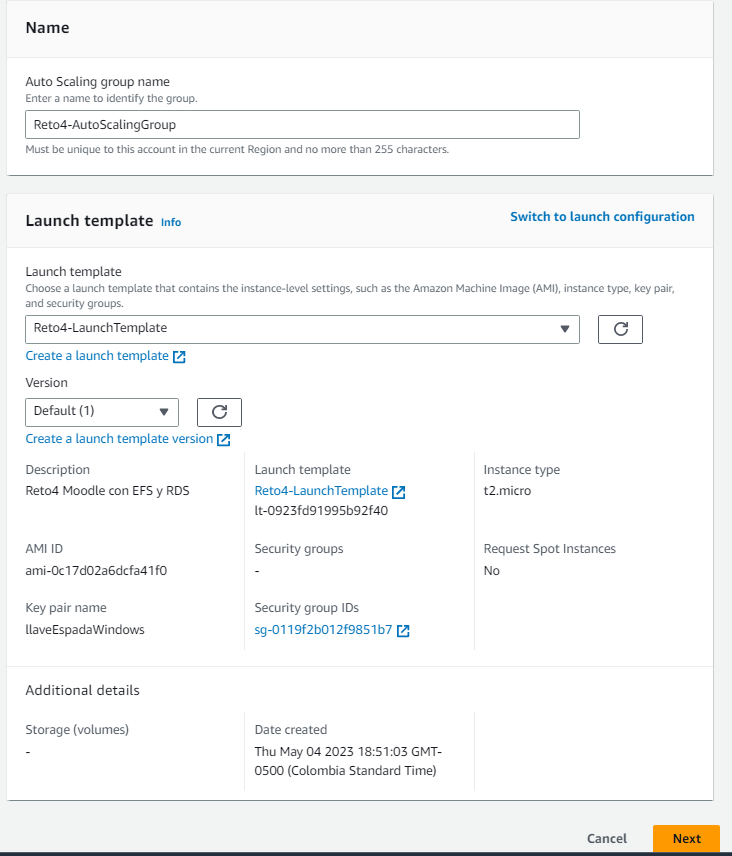 Name
Auto Scaling group name
Enter a name to identify the group.
Reto4-AutoScalingGroup
Must be unique to this account in the current Region and no more than 255 characters.
Launch template Info
Switch to launch configuration
Launch template
Choose a launch template that contains the instance-level settings, such as the Amazon Machine Image (AMI), instance type, key pair,
and security groups.
Reto4-LaunchTemplate
Create a launch template
Version
Default (1)
Create a launch template version
Description
Reto4 Moodle con EFS y RDS
Launch template
Reto4-LaunchTemplate
lt-0923fd91995b92f40
Instance type
t2.micro
AMI ID
ami-0c17d02a6dcfa41f0
Security groups
-
Request Spot Instances
No
Key pair name
llaveEspadaWindows
Security group IDs
sg-0119f2b012f9851b7
Additional details
Storage (volumes)
-
Date created
Thu May 04 2023 18:51:03 GMT-
0500 (Colombia Standard Time)
Cancel
Next